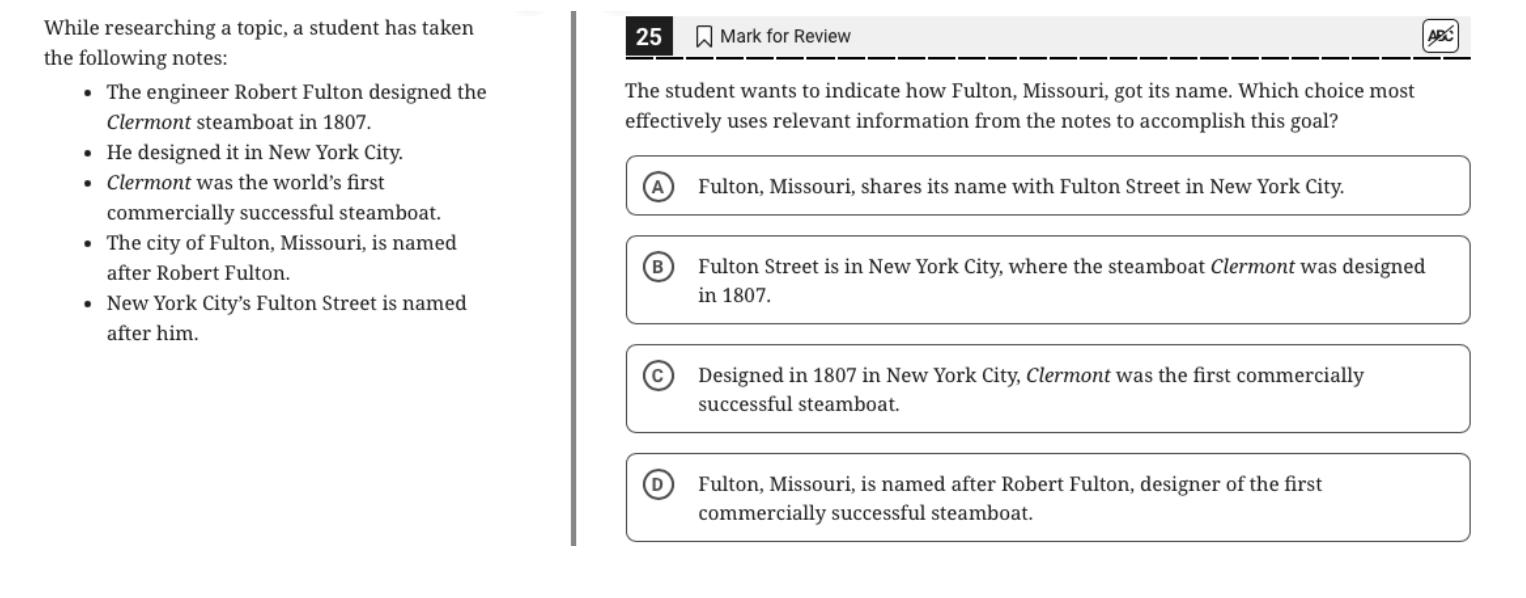 While researching a topic, a student has taken
the following notes:
• The engineer Robert Fulton designed the
Clermont steamboat in 1807.
• He designed it in New York City.
• Clermont was the world's first
commercially successful steamboat.
• The city of Fulton, Missouri, is named
after Robert Fulton.
• New York City's Fulton Street is named
after him.
25 Mark for Review ABC
The student wants to indicate how Fulton, Missouri, got its name. Which choice most
effectively uses relevant information from the notes to accomplish this goal?
A Fulton, Missouri, shares its name with Fulton Street in New York City.
B Fulton Street is in New York City, where the steamboat Clermont was designed
in 1807.
C Designed in 1807 in New York City, Clermont was the first commercially
successful steamboat.
D Fulton, Missouri, is named after Robert Fulton, designer of the first
commercially successful steamboat.